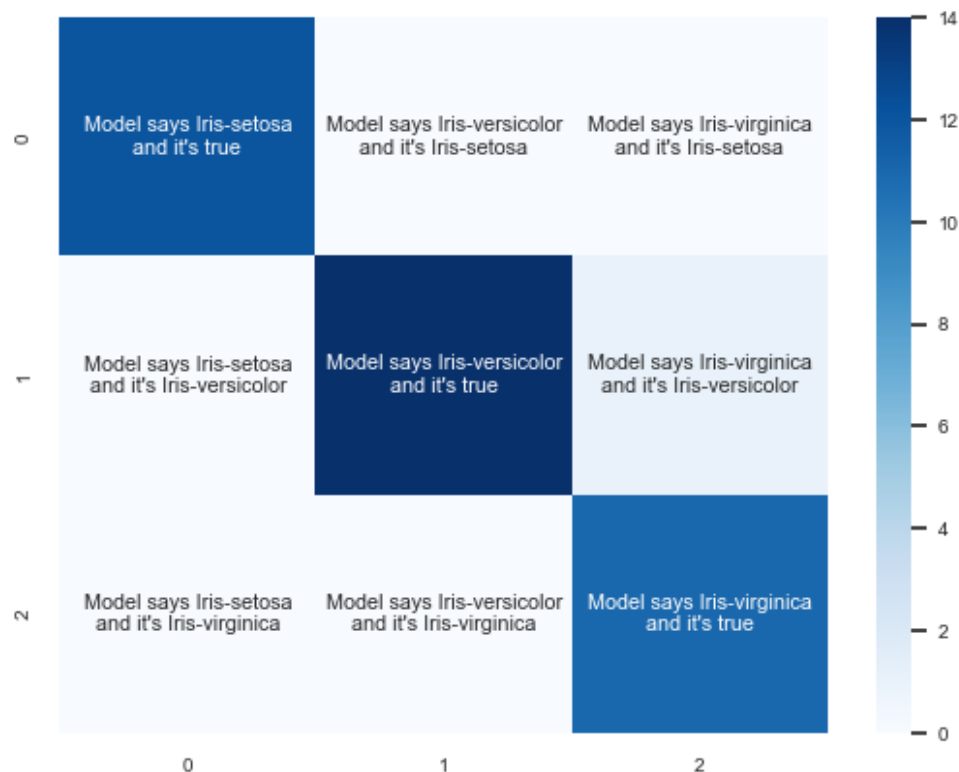 Model says Iris-setosa
and it's true
Model says Iris-versicolor
and it's Iris-setosa
Model says Iris-virginica
and it's Iris-setosa
0
Model says Iris-setosa
and it's Iris-versicolor
Model says Iris-versicolor
and it's true
Model says Iris-virginica
and it's Iris-versicolor
1
Model says Iris-setosa
and it's Iris-virginica
Model says Iris-versicolor
and it's Iris-virginica
Model says Iris-virginica
and it's true
2
0
1
2
14
12
10
8
6
4
2
0